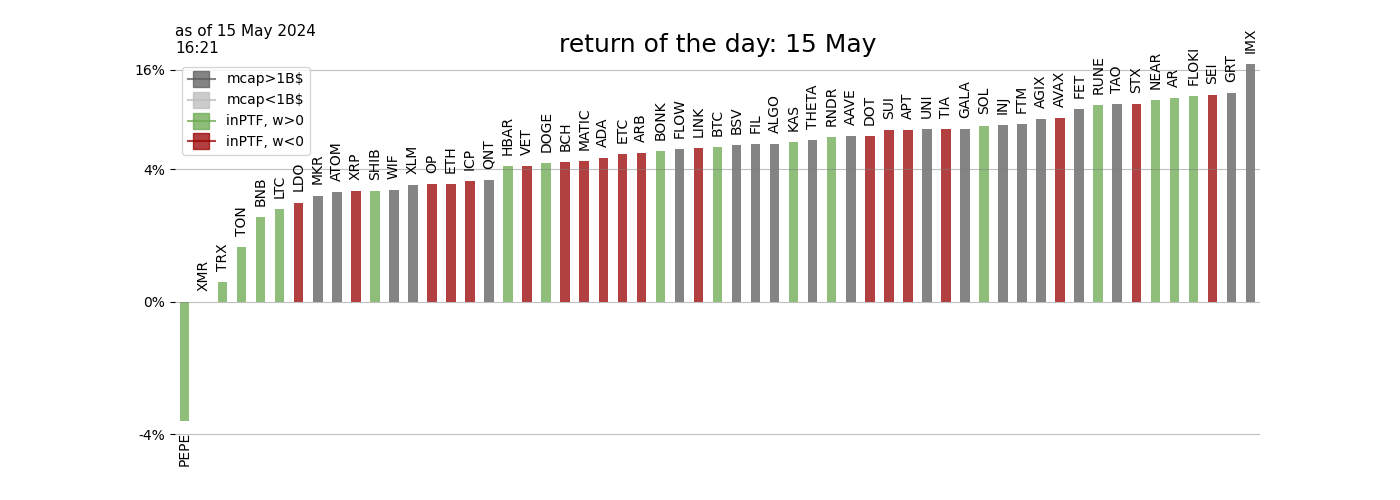 as of 15 May 2024
16:21
return of the day: 15 May
mcap>1B$
mcap<1B$
inPTF, w>0
inPTF, w<0
16%
4%
0%
-4%
PEPE
XMR
TRX
TON
BNB
LTC
LDO
MKR
ATOM
XRP
SHIB
WIF
XLM
OP
ETH
ICP
QNT
HBAR
VET
DOGE
BCH
MATIC
ADA
ETC
ARB
BONK
FLOW
LINK
BTC
BSV
FIL
ALGO
KAS
THETA
RNDR
AAVE
DOT
SUI
APT
UNI
TIA
GALA
SOL
INJ
FTM
AGIX
AVAX
FET
RUNE
TAO
STX
NEAR
AR
FLOKI
SEI
GRT
IMX